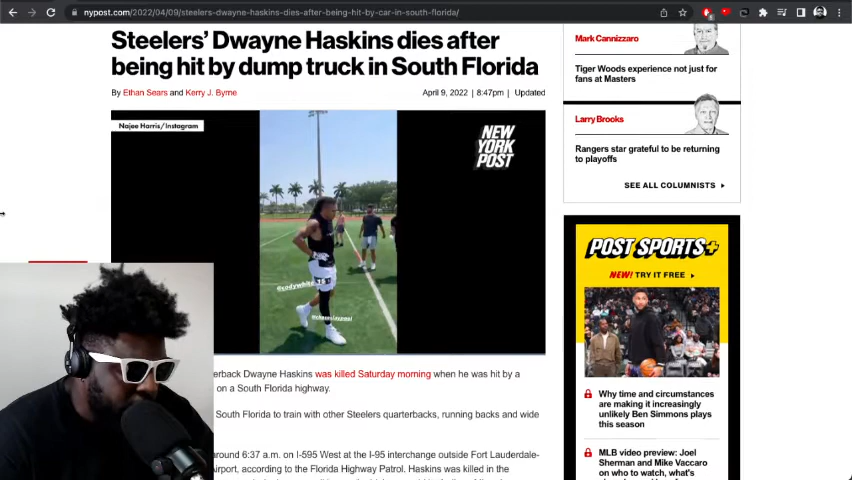 nypost.com/2022/04/09/steelers-dwayne-haskins-dies-after-being-hit-by-car-in-south-florida/
Steelers' Dwayne Haskins dies after
being hit by dump truck in South Florida
By Ethan Sears and Kerry J. Byrne
April 9, 2022 | 8:47pm | Updated
Najee Harris/Instagram
NEW
YORK
POST
@codywhite_15
erback Dwayne Haskins was killed Saturday morning when he was hit by a
on a South Florida highway.
South Florida to train with other Steelers quarterbacks, running backs and wide
around 6:37 a.m. on I-595 West at the I-95 interchange outside Fort Lauderdale-
Airport, according to the Florida Highway Patrol. Haskins was killed in the
Mark Cannizzaro
Tiger Woods experience not just for
fans at Masters
Larry Brooks
Rangers star grateful to be returning
to playoffs
SEE ALL COLUMNISTS
POST SPORTS+
NEW! TRY IT FREE
Why time and circumstances
are making it increasingly
unlikely Ben Simmons plays
this season
MLB video preview: Joel
Sherman and Mike Vaccaro
on who to watch, what's